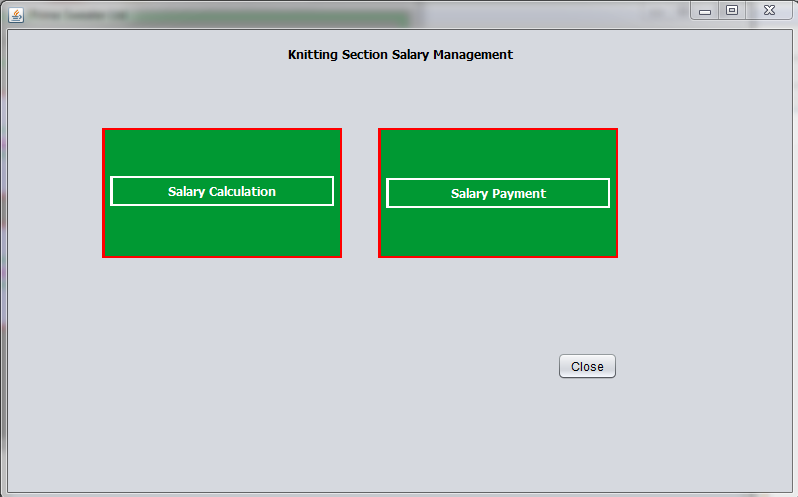 Knitting Section Salary Management
Salary Calculation
Salary Payment
Close